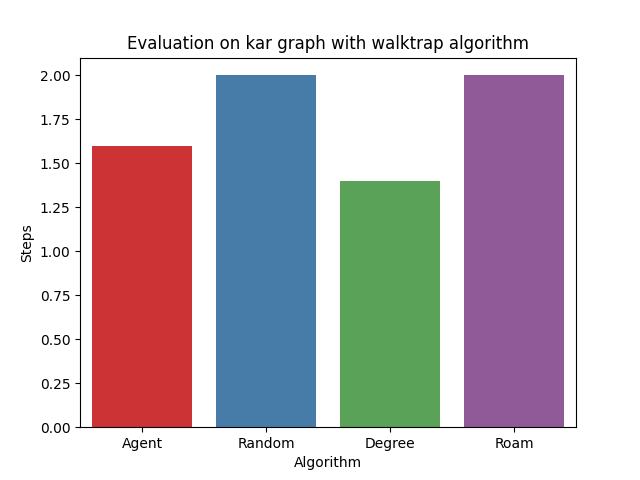 Evaluation on kar graph with walktrap algorithm
Steps
2.00
1.75
1.50
1.25
1.00
0.75
0.50
0.25
0.00
Agent Random Degree Roam
Algorithm